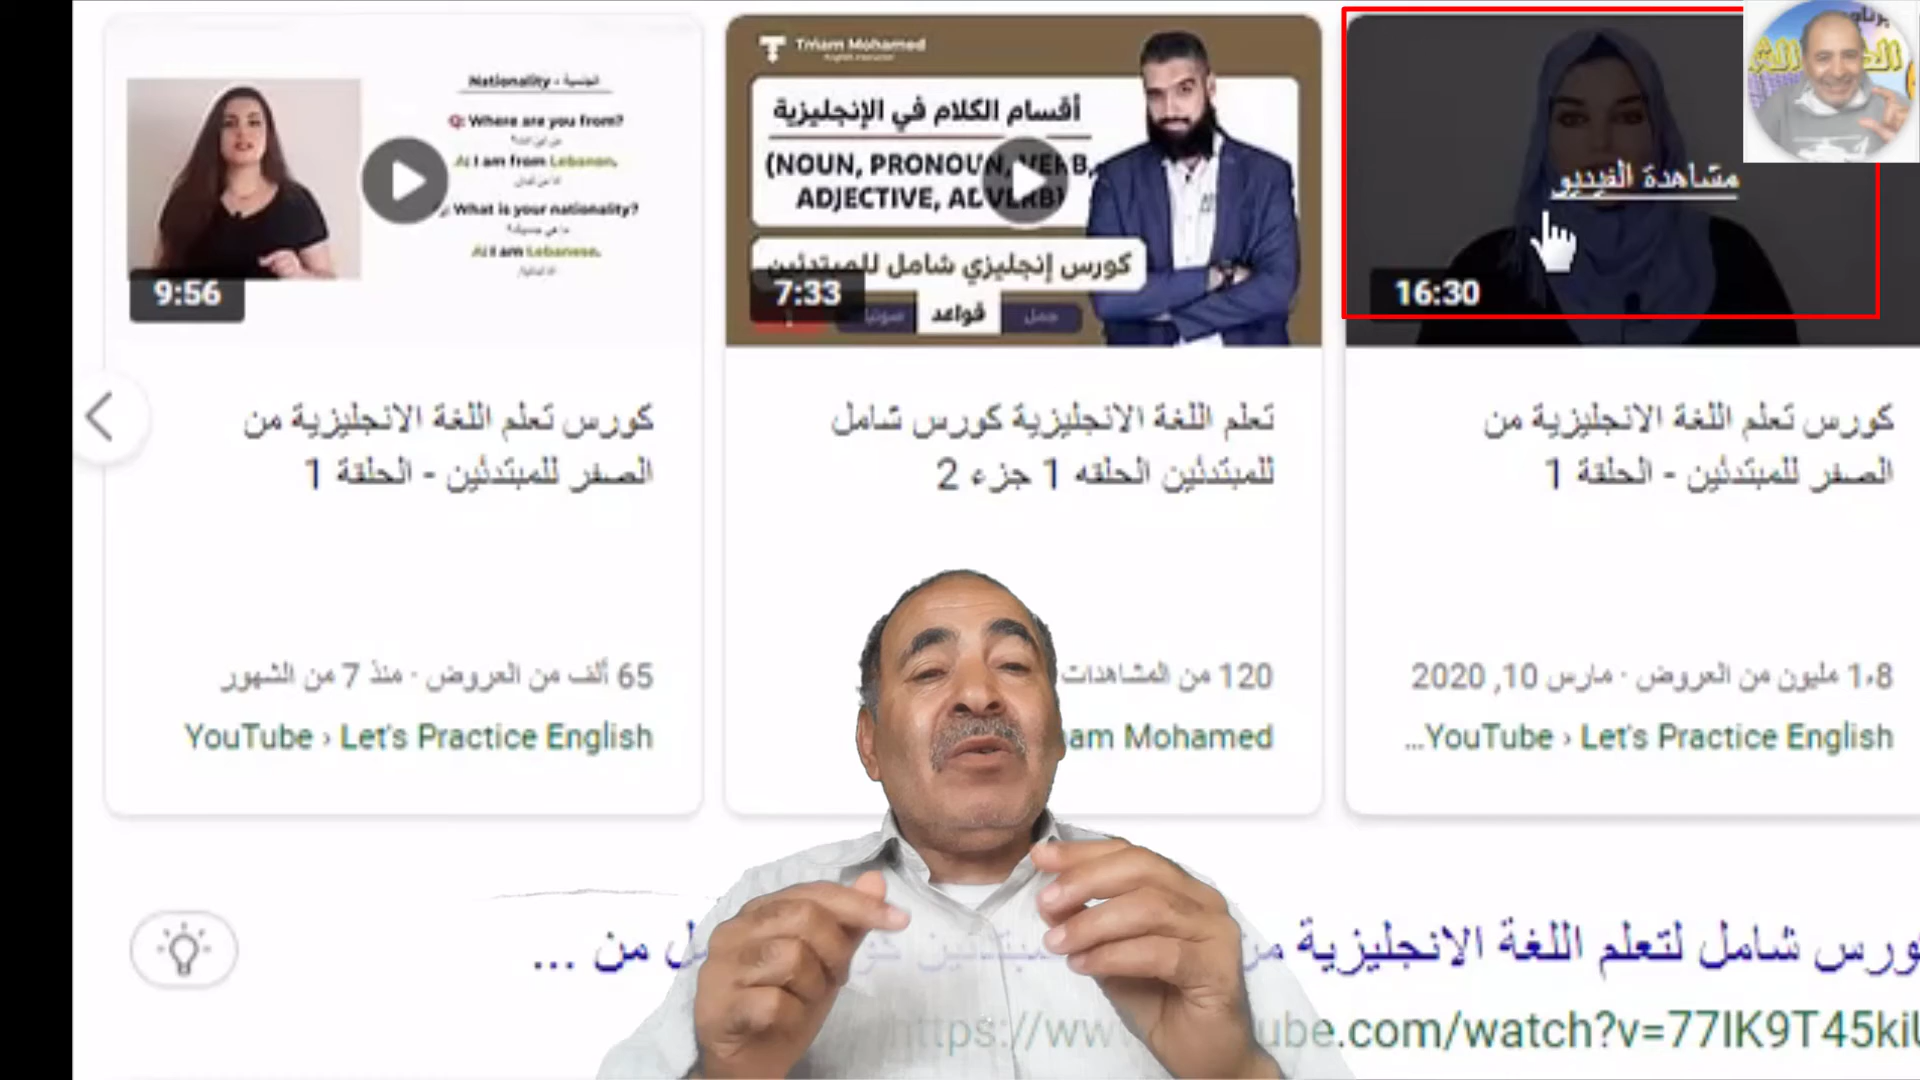 Nationality - الجنسية
Q: Where are you from?
A: I am from Lebanon.
What is your nationality?
A: I am Lebanese.
9:56
كورس تعلم اللغة الانجليزية من
الصفر للمبتدئين - الحلقة 1
65 ألف من العروض · منذ 7 من الشهور
YouTube › Let's Practice English
Tmam Mohamed
أقسام الكلام في الإنجليزية
(NOUN, PRONOUN, VERB,
ADJECTIVE, ADVERB)
كورس إنجليزي شامل للمبتدئين
7:33
قواعد
جمل
تعلم اللغة الانجليزية كورس شامل
للمبتدئين الحلقه 1 جزء 2
120 من المشاهدات
am Mohamed
مشاهدة الفيديو
16:30
كورس تعلم اللغة الانجليزية من
الصفر للمبتدئين - الحلقة 1
1،8 مليون من العروض · مارس 10, 2020
...YouTube › Let's Practice English
كورس شامل لتعلم اللغة الانجليزية من ...
https://www ube.com/watch?v=77IK9T45ki